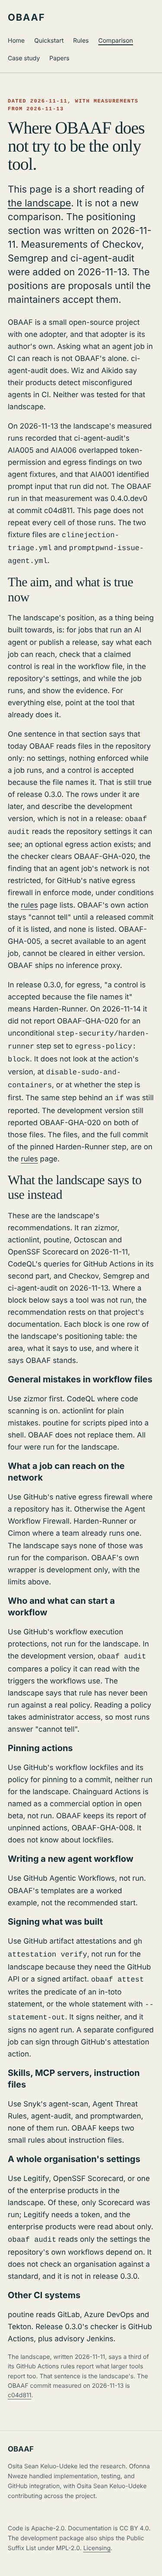 OBAAF
Home Quickstart Rules Comparison
Case study Papers
DATED 2026-11-11, WITH MEASUREMENTS
FROM 2026-11-13
Where OBAAF does
not try to be the only
tool.
This page is a short reading of
the landscape. It is not a new
comparison. The positioning
section was written on 2026-11-
11. Measurements of Checkov,
Semgrep and ci-agent-audit
were added on 2026-11-13. The
positions are proposals until the
maintainers accept them.
OBAAF is a small open-source project
with one adopter, and that adopter is its
author's own. Asking what an agent job in
CI can reach is not OBAAF's alone. ci-
agent-audit does. Wiz and Aikido say
their products detect misconfigured
agents in CI. Neither was tested for that
landscape.
On 2026-11-13 the landscape's measured
runs recorded that ci-agent-audit's
AIA005 and AIA006 overlapped token-
permission and egress findings on two
agent fixtures, and that AIA001 identified
prompt input that run did not. The OBAAF
run in that measurement was 0.4.0.dev0
at commit c04d811. This page does not
repeat every cell of those runs. The two
fixture files are clinejection-
triage.yml and promptpwnd-issue-
agent.yml.
The aim, and what is true
now
The landscape's position, as a thing being
built towards, is: for jobs that run an AI
agent or publish a release, say what each
job can reach, check that a claimed
control is real in the workflow file, in the
repository's settings, and while the job
runs, and show the evidence. For
everything else, point at the tool that
already does it.
One sentence in that section says that
today OBAAF reads files in the repository
only: no settings, nothing enforced while
a job runs, and a control is accepted
because the file names it. That is still true
of release 0.3.0. The rows under it are
later, and describe the development
version, which is not in a release: obaaf
audit reads the repository settings it can
see; an optional egress action exists; and
the checker clears OBAAF-GHA-020, the
finding that an agent job's network is not
restricted, for GitHub's native egress
firewall in enforce mode, under conditions
the rules page lists. OBAAF's own action
stays "cannot tell" until a released commit
of it is listed, and none is listed. OBAAF-
GHA-005, a secret available to an agent
job, cannot be cleared in either version.
OBAAF ships no inference proxy.
In release 0.3.0, for egress, "a control is
accepted because the file names it"
means Harden-Runner. On 2026-11-14 it
did not report OBAAF-GHA-020 for an
unconditional step-security/harden-
runner step set to egress-policy:
block. It does not look at the action's
version, at disable-sudo-and-
containers, or at whether the step is
first. The same step behind an if was still
reported. The development version still
reported OBAAF-GHA-020 on both of
those files. The files, and the full commit
of the pinned Harden-Runner step, are on
the rules page.
What the landscape says to
use instead
These are the landscape's
recommendations. It ran zizmor,
actionlint, poutine, Octoscan and
OpenSSF Scorecard on 2026-11-11,
CodeQL's queries for GitHub Actions in its
second part, and Checkov, Semgrep and
ci-agent-audit on 2026-11-13. Where a
block below says a tool was not run, the
recommendation rests on that project's
documentation. Each block is one row of
the landscape's positioning table: the
area, what it says to use, and where it
says OBAAF stands.
General mistakes in workflow files
Use zizmor first. CodeQL where code
scanning is on. actionlint for plain
mistakes. poutine for scripts piped into a
shell. OBAAF does not replace them. All
four were run for the landscape.
What a job can reach on the
network
Use GitHub's native egress firewall where
a repository has it. Otherwise the Agent
Workflow Firewall. Harden-Runner or
Cimon where a team already runs one.
The landscape says none of those was
run for the comparison. OBAAF's own
wrapper is development only, with the
limits above.
Who and what can start a
workflow
Use GitHub's workflow execution
protections, not run for the landscape. In
the development version, obaaf audit
compares a policy it can read with the
triggers the workflows use. The
landscape says that rule has never been
run against a real policy. Reading a policy
takes administrator access, so most runs
answer "cannot tell".
Pinning actions
Use GitHub's workflow lockfiles and its
policy for pinning to a commit, neither run
for the landscape. Chainguard Actions is
named as a commercial option in open
beta, not run. OBAAF keeps its report of
unpinned actions, OBAAF-GHA-008. It
does not know about lockfiles.
Writing a new agent workflow
Use GitHub Agentic Workflows, not run.
OBAAF's templates are a worked
example, not the recommended start.
Signing what was built
Use GitHub artifact attestations and gh
attestation verify, not run for the
landscape because they need the GitHub
API or a signed artifact. obaaf attest
writes the predicate of an in-toto
statement, or the whole statement with --
statement-out. It signs neither, and it
signs no agent run. A separate configured
job can sign through GitHub's attestation
action.
Skills, MCP servers, instruction
files
Use Snyk's agent-scan, Agent Threat
Rules, agent-audit, and promptwarden,
none of them run. OBAAF keeps two
small rules about instruction files.
A whole organisation's settings
Use Legitify, OpenSSF Scorecard, or one
of the enterprise products in the
landscape. Of these, only Scorecard was
run; Legitify needs a token, and the
enterprise products were read about only.
obaaf audit reads only the settings the
repository's own workflows depend on. It
does not check an organisation against a
standard, and it is not in release 0.3.0.
Other CI systems
poutine reads GitLab, Azure DevOps and
Tekton. Release 0.3.0's checker is GitHub
Actions, plus advisory Jenkins.
The landscape, written 2026-11-11, says a third of
its GitHub Actions rules report what larger tools
report too. That sentence is the landscape's. The
OBAAF commit measured on 2026-11-13 is
c04d811.
OBAAF
Osita Sean Keluo-Udeke led the research. Ofonna
Nweze handled implementation, testing, and
GitHub integration, with Osita Sean Keluo-Udeke
contributing across the project.
Code is Apache-2.0. Documentation is CC BY 4.0.
The development package also ships the Public
Suffix List under MPL-2.0. Licensing.